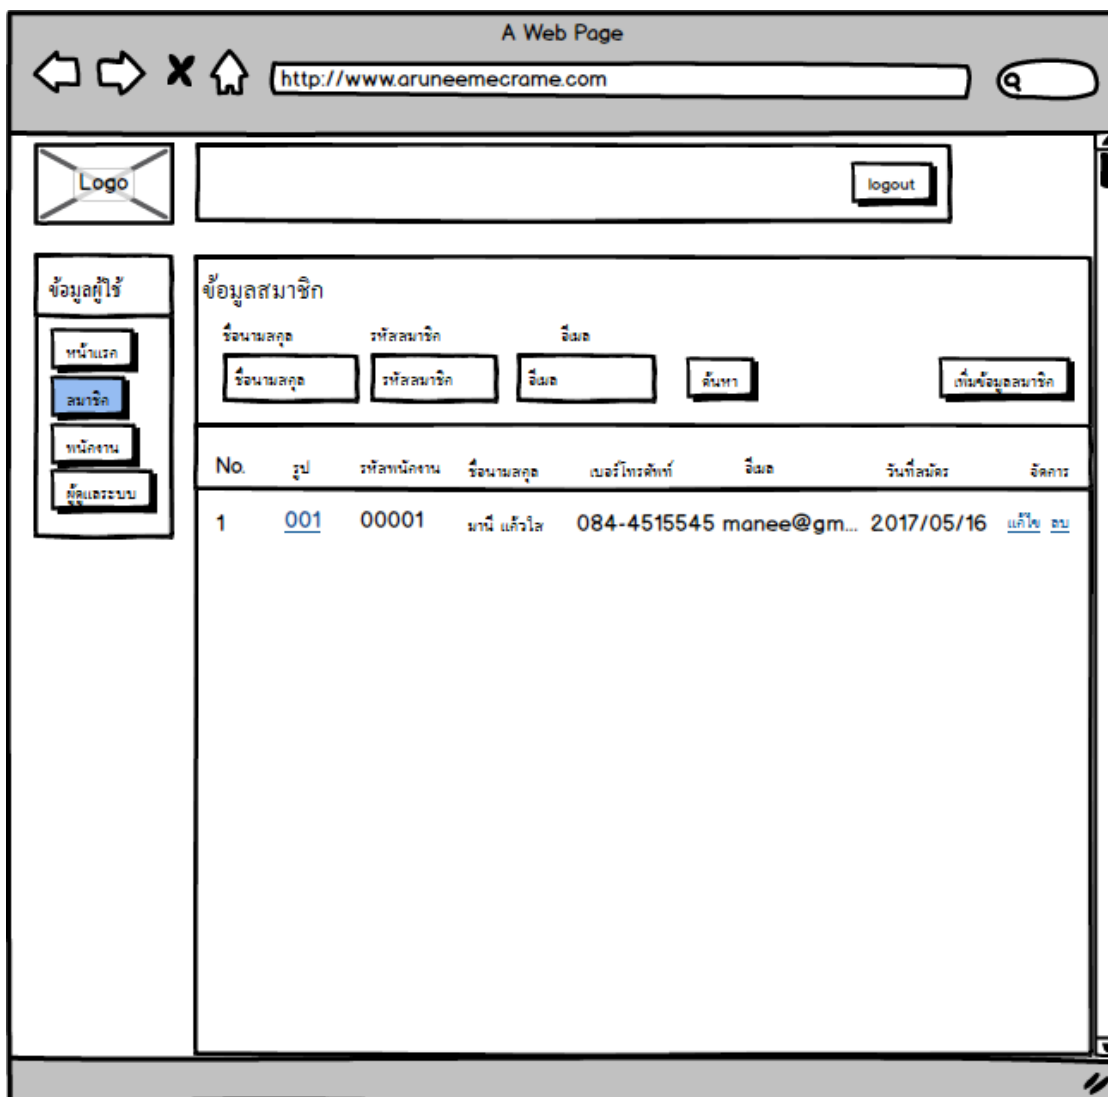 A Web Page
http://www.aruneemecrame.com
Logo
logout
ข้อมูลผู้ใช้
หน้าแรก
สมาชิก
พนักงาน
ผู้ดูแลระบบ
ข้อมูลสมาชิก
ชื่อนามสกุล รหัสสมาชิก อีเมล
ชื่อนามสกุล รหัสสมาชิก อีเมล ค้นหา เพิ่มข้อมูลสมาชิก
No. รูป รหัสพนักงาน ชื่อนามสกุล เบอร์โทรศัพท์ อีเมล วันที่สมัคร จัดการ
1 001 00001 มานี แก้วใส 084-4515545 manee@gm... 2017/05/16 แก้ไข ลบ